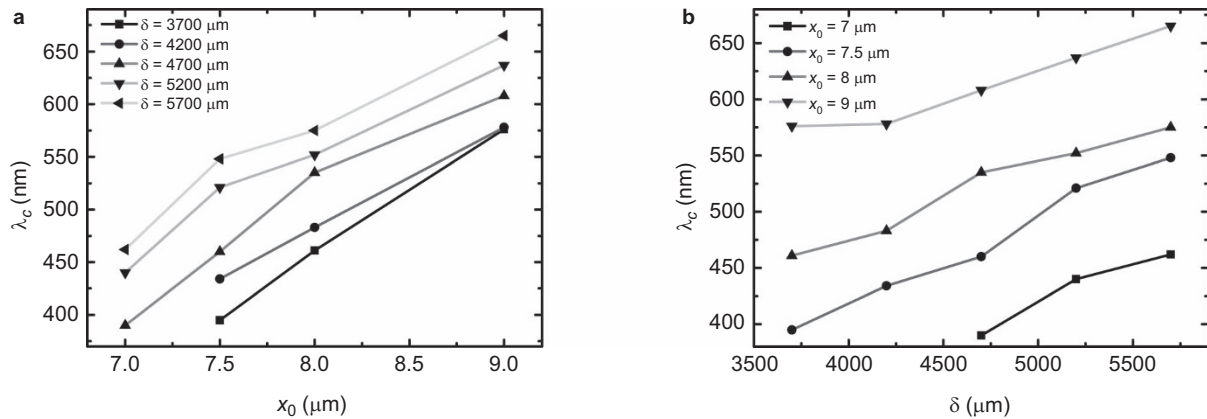 a
δ = 3700 μm
δ = 4200 μm
δ = 4700 μm
δ = 5200 μm
δ = 5700 μm
650
600
550
500
450
400
λc (nm)
7.0 7.5 8.0 8.5 9.0
x0 (μm)
b
x0 = 7 μm
x0 = 7.5 μm
x0 = 8 μm
x0 = 9 μm
650
600
550
500
450
400
λc (nm)
3500 4000 4500 5000 5500
δ (μm)